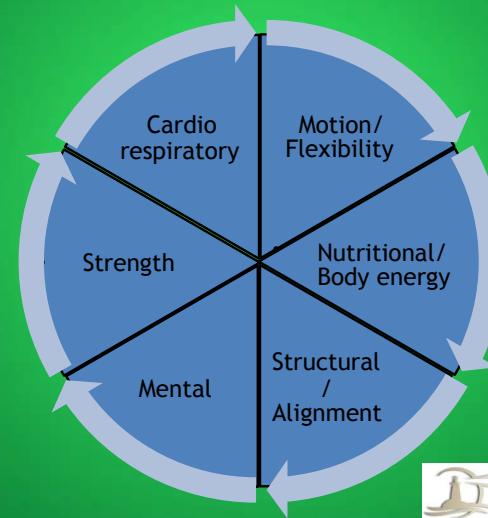 Cardio
respiratory
Motion/
Flexibility
Strength
Nutritional/
Body energy
Mental
Structural
/
Alignment